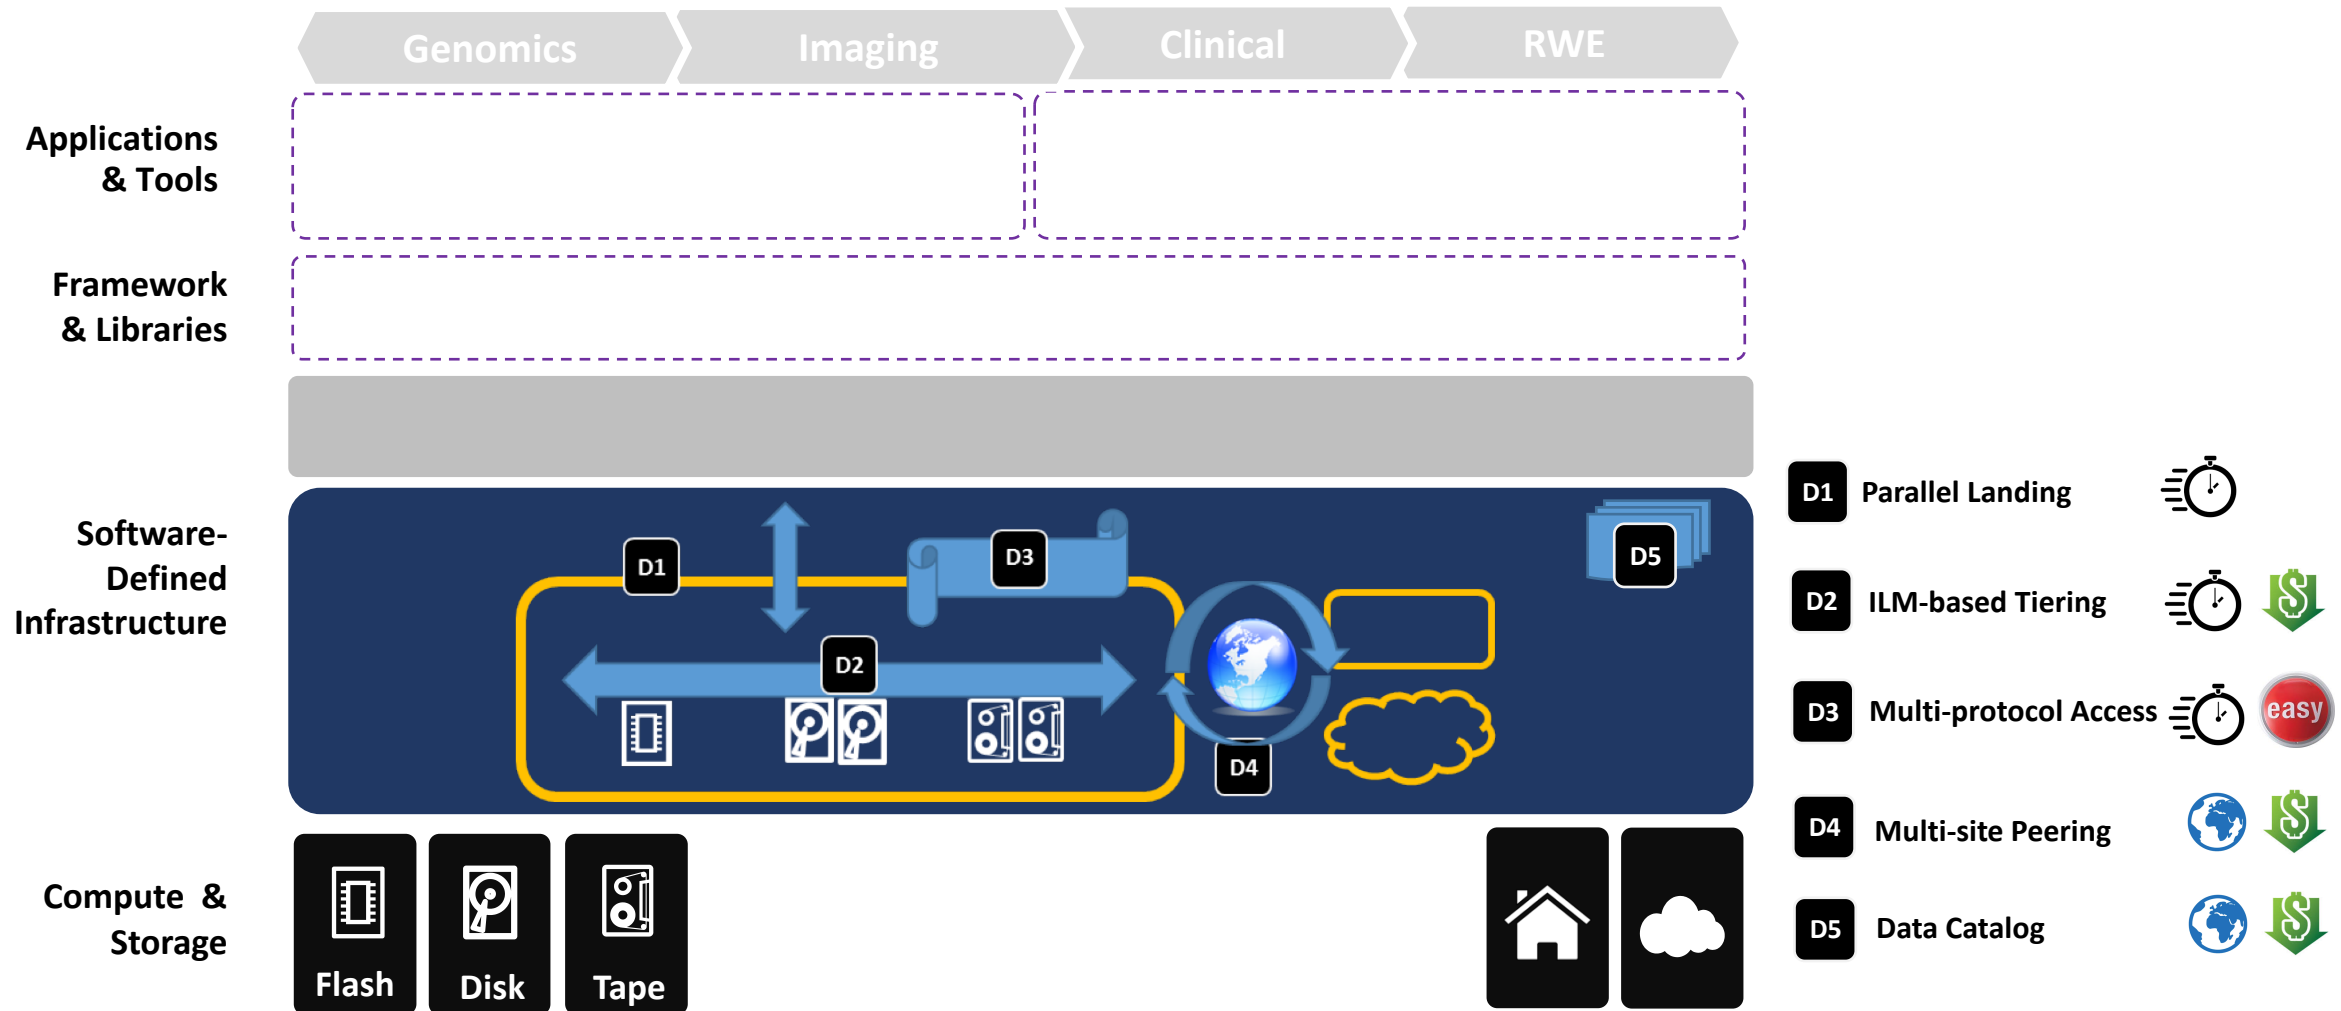 Genomics
Imaging
Clinical
RWE
Applications
& Tools
Framework
& Libraries
Software-
Defined
Infrastructure
D1
D3
D5
D2
D4
D1 Parallel Landing
D2 ILM-based Tiering
D3 Multi-protocol Access easy
D4 Multi-site Peering
D5 Data Catalog
Compute &
Storage
Flash
Disk
Tape